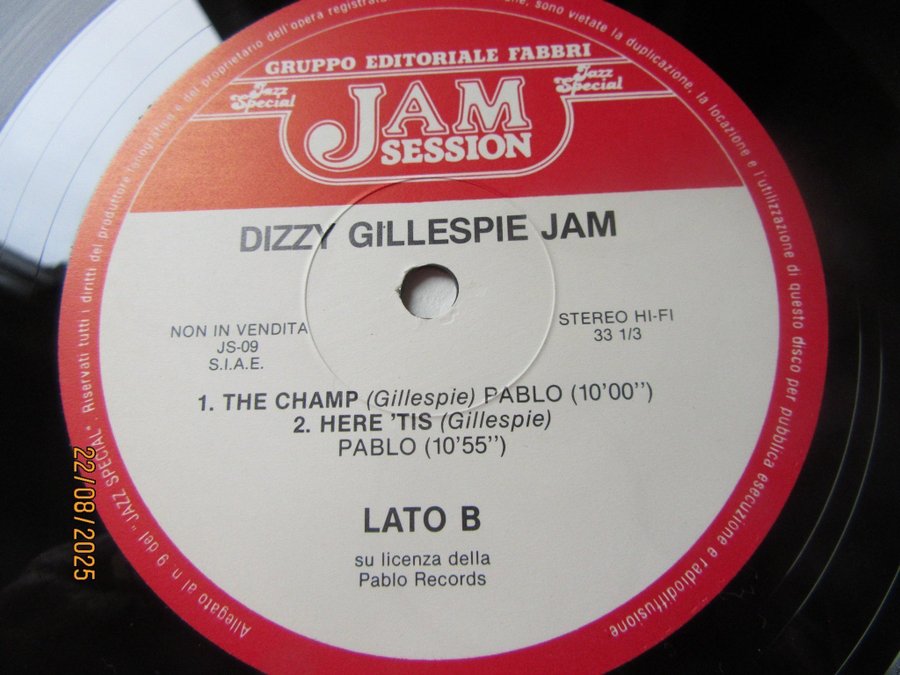 GRUPPO EDITORIALE FABBRI
Jazz Special
Jazz Special
JAM
SESSION
DIZZY GILLESPIE JAM
NON IN VENDITA
JS-09
S.I.A.E.
STEREO HI-FI
33 1/3
1. THE CHAMP (Gillespie) PABLO (10'00")
2. HERE 'TIS (Gillespie)
PABLO (10'55")
LATO B
su licenza della
Pablo Records
Allegato al n 9 del "JAZZ SPECIAL". Riservati tutti i diritti del produttore fonografico e del proprietario dell'opera registrata
, sono vietate la duplicazione, la locazione e l'utilizzazione di questo disco per pubblica esecuzione e radiodiffusione
22/08/2025